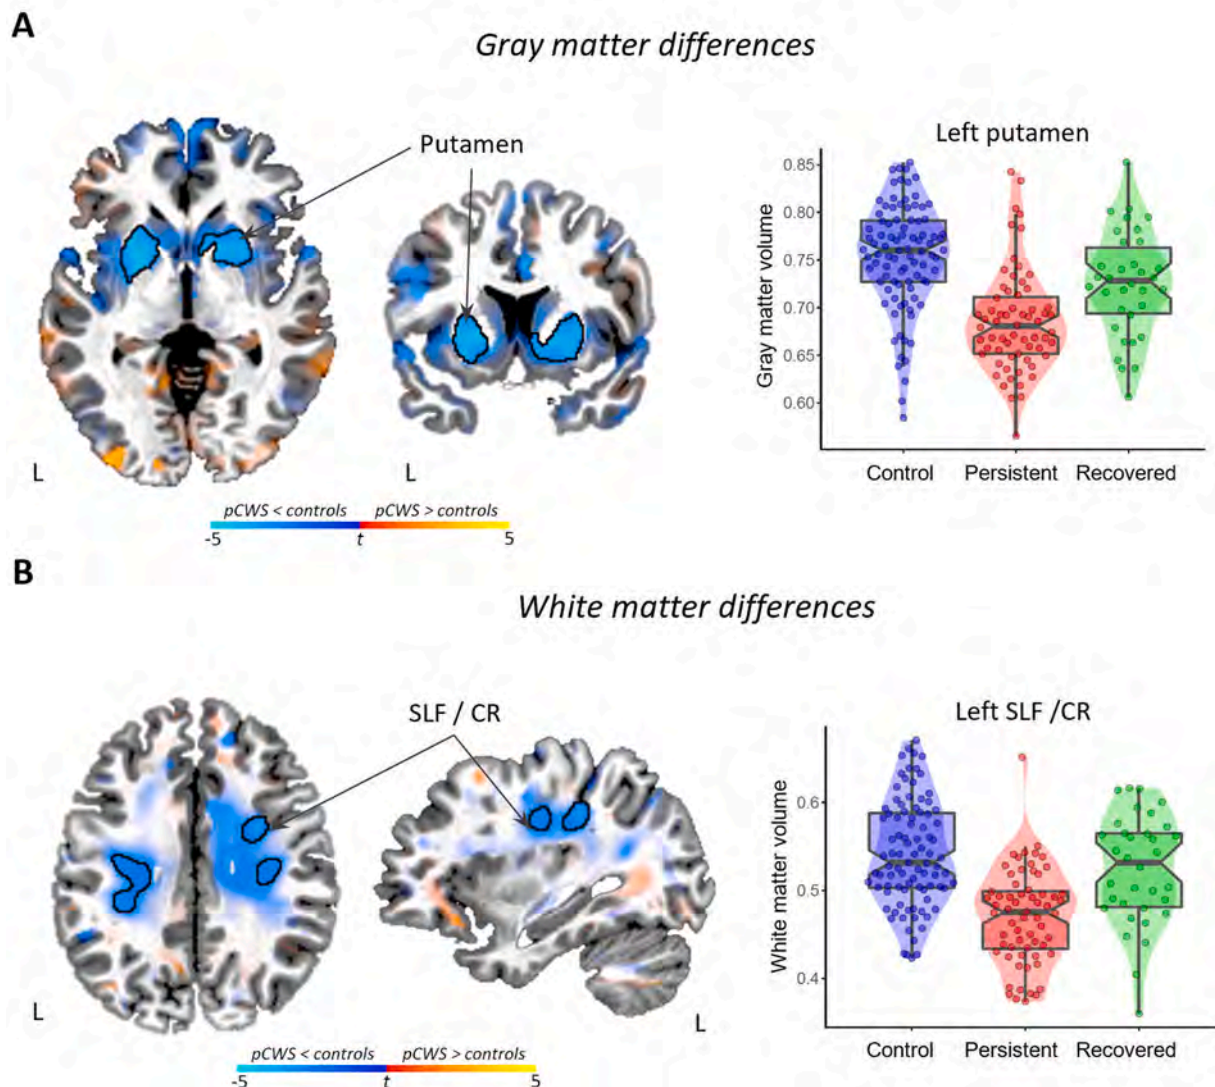 A
Gray matter differences
Putamen
L
L
pCWS < controls pCWS > controls
-5 t 5
Left putamen
Gray matter volume
0.85
0.80
0.75
0.70
0.65
0.60
Control Persistent Recovered
B
White matter differences
SLF / CR
L
L
pCWS < controls pCWS > controls
-5 t 5
Left SLF /CR
White matter volume
0.6
0.5
0.4
Control Persistent Recovered